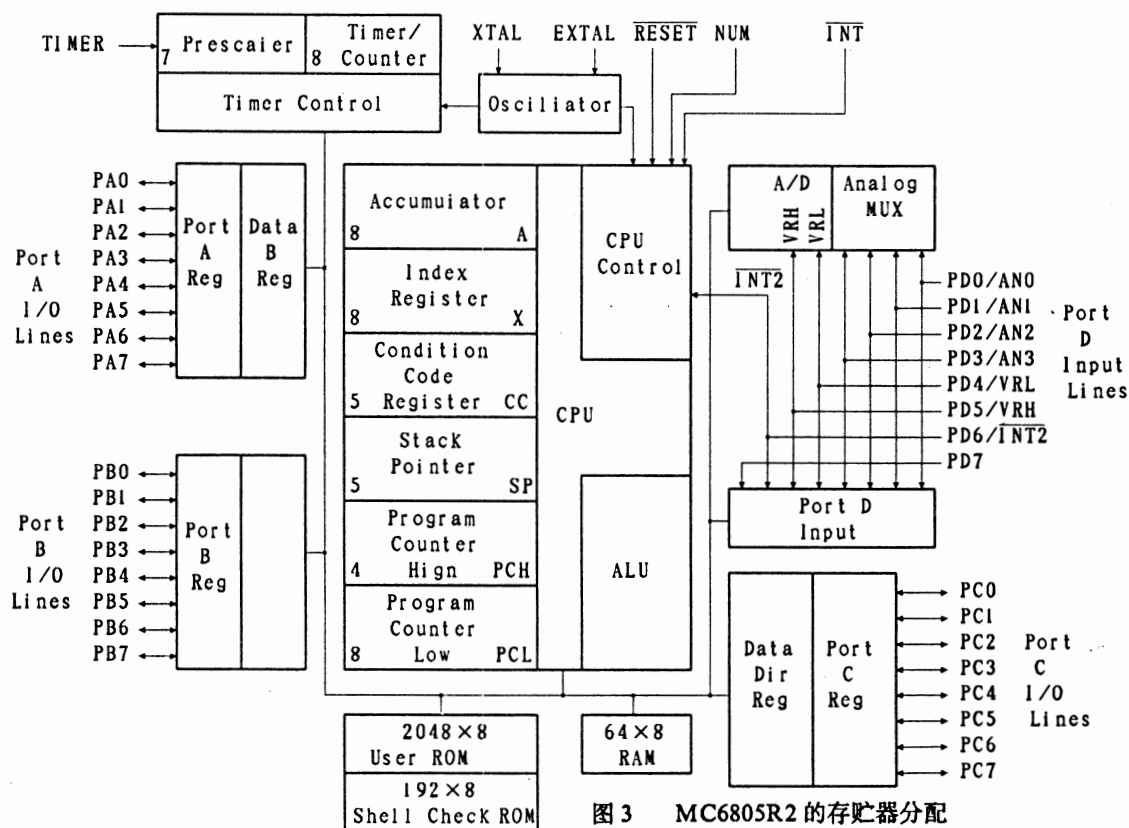 TIMER
7 Prescaier
8 Timer/
Counter
Timer Control
XTAL
EXTAL
RESET
NUM
INT
Osciliator
Port
A
I/O
Lines
PA0
PA1
PA2
PA3
PA4
PA5
PA6
PA7
Port
A
Reg
Data
B
Reg
Accumuiator
8 A
Index
Register
8 X
Condition
Code
5 Register CC
Stack
Pointer
5 SP
Program
Counter
4 Hign PCH
Program
Counter
8 Low PCL
CPU
CPU
Control
ALU
A/D
VRH
VRL
Analog
MUX
INT2
PD0/AN0
PD1/AN1
PD2/AN2
PD3/AN3
PD4/VRL
PD5/VRH
PD6/INT2
PD7
Port
D
Input
Lines
Port D
Input
Port
B
I/O
Lines
PB0
PB1
PB2
PB3
PB4
PB5
PB6
PB7
Port
B
Reg
Data
Dir
Reg
Port
C
Reg
PC0
PC1
PC2
PC3
PC4
PC5
PC6
PC7
Port
C
I/O
Lines
2048×8
User ROM
192×8
Shell Check ROM
64×8
RAM
图3 MC6805R2的存贮器分配